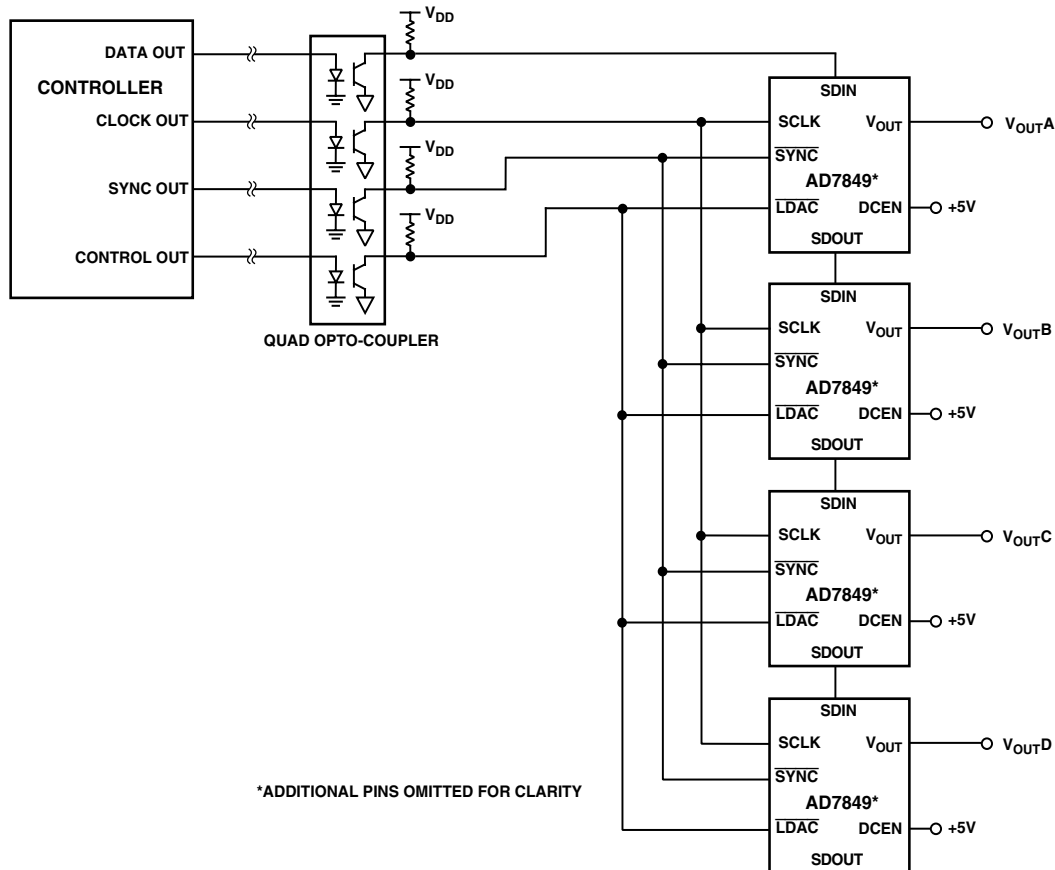 DATA OUT
CONTROLLER
CLOCK OUT
SYNC OUT
CONTROL OUT
VDD
VDD
VDD
VDD
QUAD OPTO-COUPLER
SDIN
SCLK
VOUT
VOUTA
SYNC
AD7849*
LDAC
DCEN
+5V
SDOUT
SDIN
SCLK
VOUT
VOUTB
SYNC
AD7849*
LDAC
DCEN
+5V
SDOUT
SDIN
SCLK
VOUT
VOUTC
SYNC
AD7849*
LDAC
DCEN
+5V
SDOUT
SDIN
SCLK
VOUT
VOUTD
SYNC
AD7849*
LDAC
DCEN
+5V
SDOUT
*ADDITIONAL PINS OMITTED FOR CLARITY